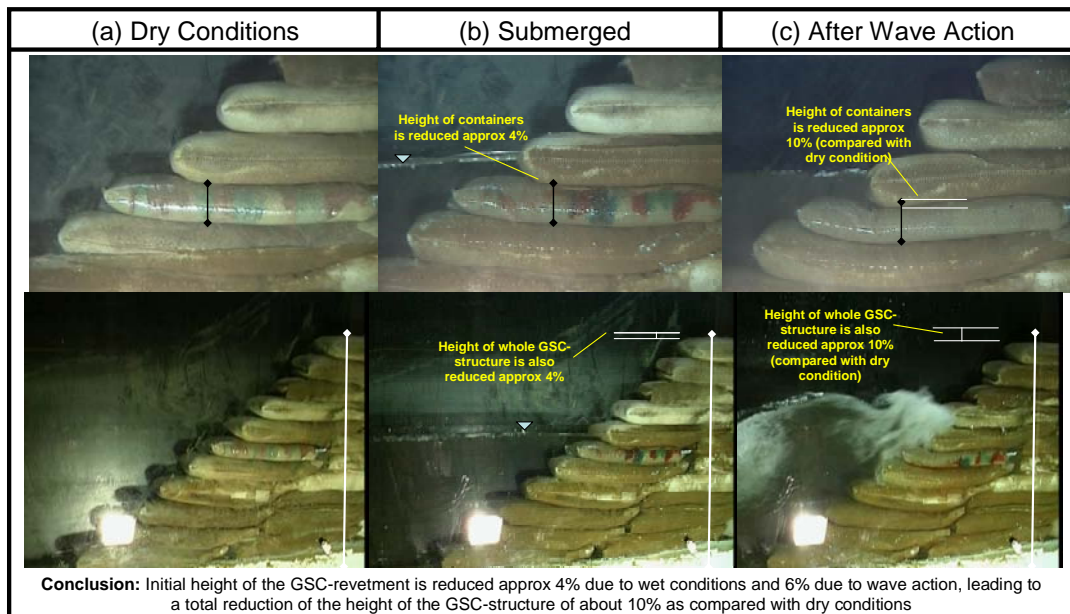 (a) Dry Conditions
(b) Submerged
(c) After Wave Action
Height of containers
is reduced approx 4%
Height of containers
is reduced approx
10% (compared with
dry condition)
Height of whole GSC-
structure is also
reduced approx 4%
Height of whole GSC-
structure is also
reduced approx 10%
(compared with dry
condition)
Conclusion: Initial height of the GSC-revetment is reduced approx 4% due to wet conditions and 6% due to wave action, leading to
a total reduction of the height of the GSC-structure of about 10% as compared with dry conditions